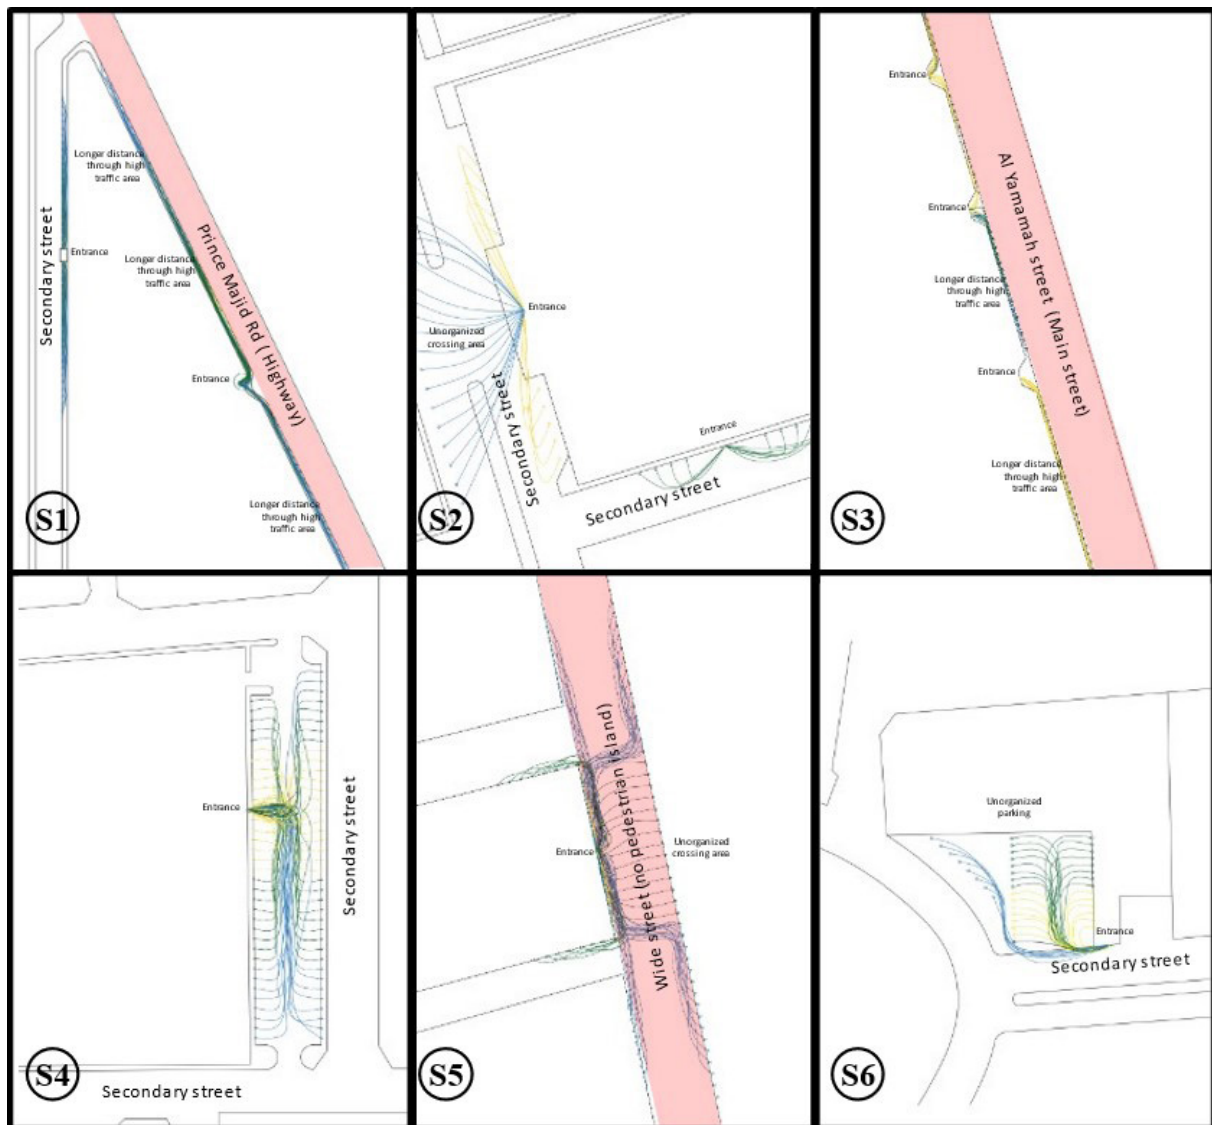 Longer distance
through high
traffic area
Secondary street
Entrance
Longer distance
through high
traffic area
Prince Majid Rd ( Highway)
Entrance
Longer distance
through high
traffic area
S1
Entrance
Unorganized
crossing area
Secondary street
Entrance
Secondary street
S2
Entrance
Al Yamamah street (Main street)
Entrance
Longer distance
through high
traffic area
Entrance
Longer distance
through high
traffic area
S3
Entrance
Secondary street
S4
Secondary street
Wide street (no pedestrian island)
Entrance
Unorganized
crossing area
S5
Unorganized
parking
Entrance
Secondary street
S6